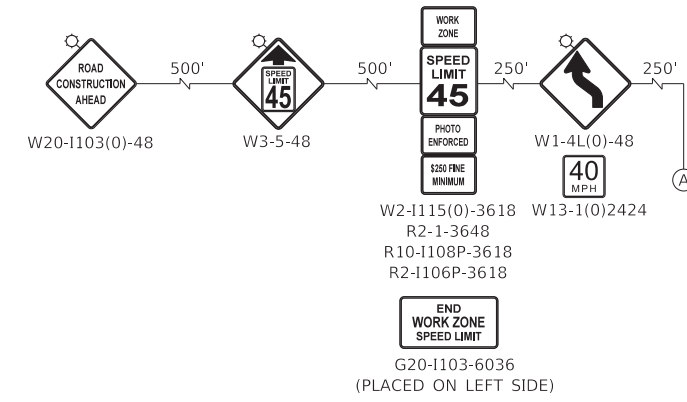 ROAD
CONSTRUCTION
AHEAD
W20-I103(0)-48
500'
SPEED
LIMIT
45
W3-5-48
500'
WORK
ZONE
SPEED
LIMIT
45
PHOTO
ENFORCED
$250 FINE
MINIMUM
W2-I115(0)-3618
R2-1-3648
R10-I108P-3618
R2-I106P-3618
250'
W1-4L(0)-48
40
MPH
W13-1(0)2424
250'
A
END
WORK ZONE
SPEED LIMIT
G20-I103-6036
(PLACED ON LEFT SIDE)